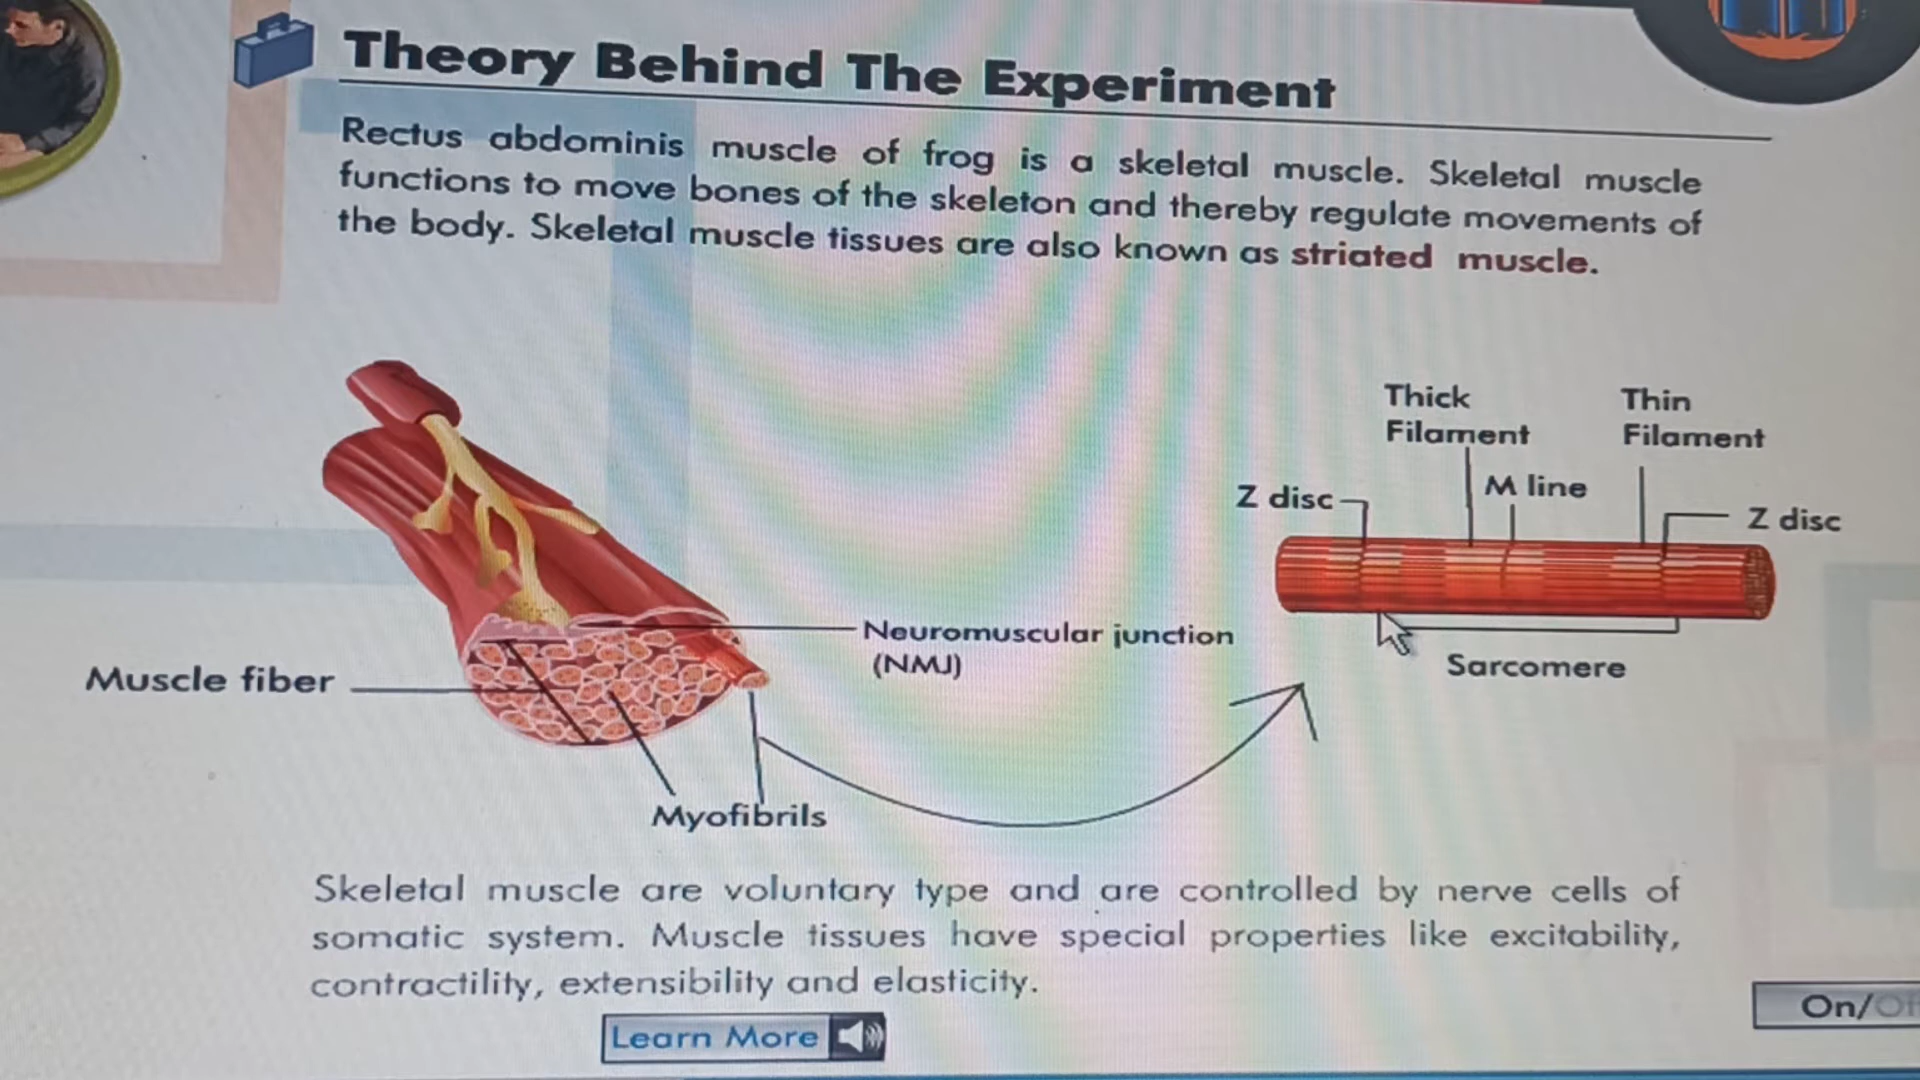 Theory Behind The Experiment
Rectus abdominis muscle of frog is a skeletal muscle. Skeletal muscle
functions to move bones of the skeleton and thereby regulate movements of
the body. Skeletal muscle tissues are also known as striated muscle.
Thick
Filament
Thin
Filament
M line
Z disc
Z disc
Neuromuscular junction
(NMJ)
Sarcomere
Muscle fiber
Myofibrils
Skeletal muscle are voluntary type and are controlled by nerve cells of
somatic system. Muscle tissues have special properties like excitability,
contractility, extensibility and elasticity.
On/Of
Learn More